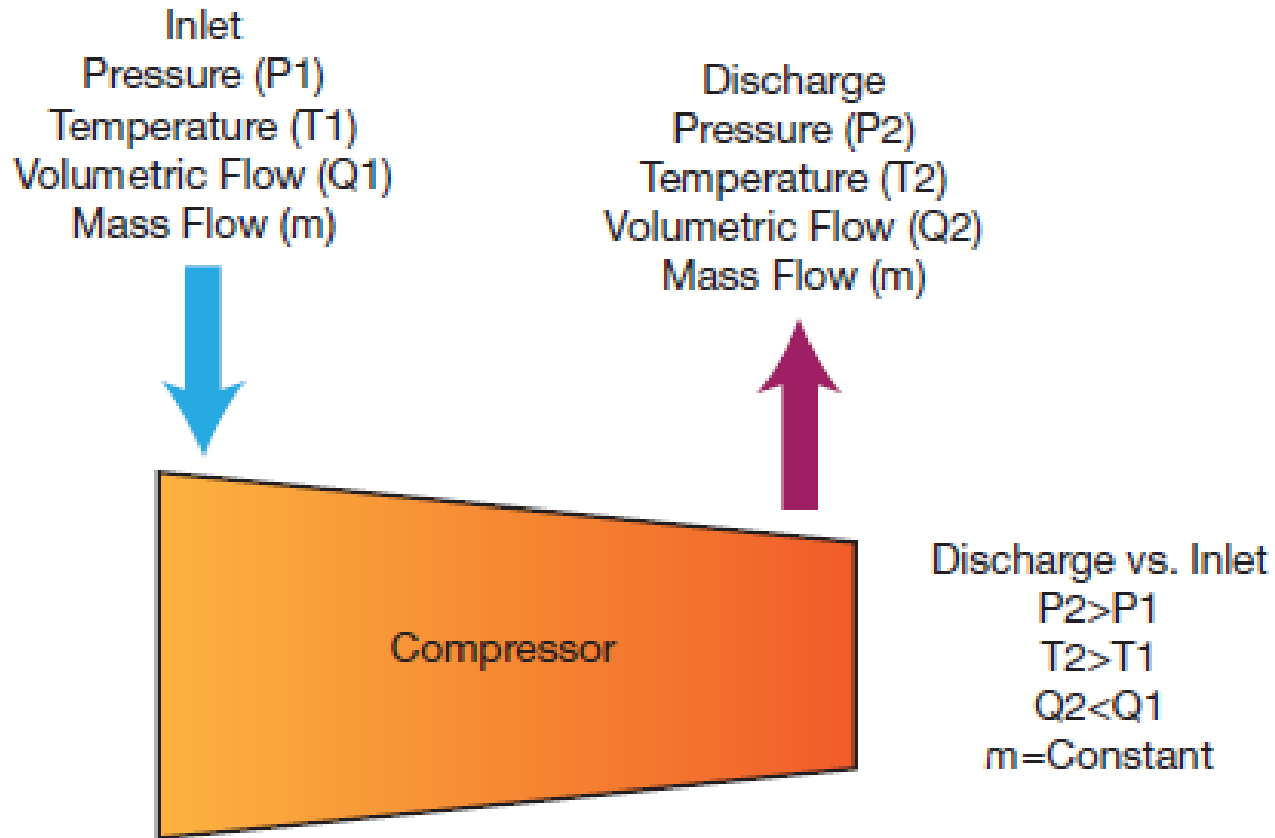 Inlet
Pressure (P1)
Temperature (T1)
Volumetric Flow (Q1)
Mass Flow (m)
Discharge
Pressure (P2)
Temperature (T2)
Volumetric Flow (Q2)
Mass Flow (m)
Compressor
Discharge vs. Inlet
P2>P1
T2>T1
Q2<Q1
m=Constant